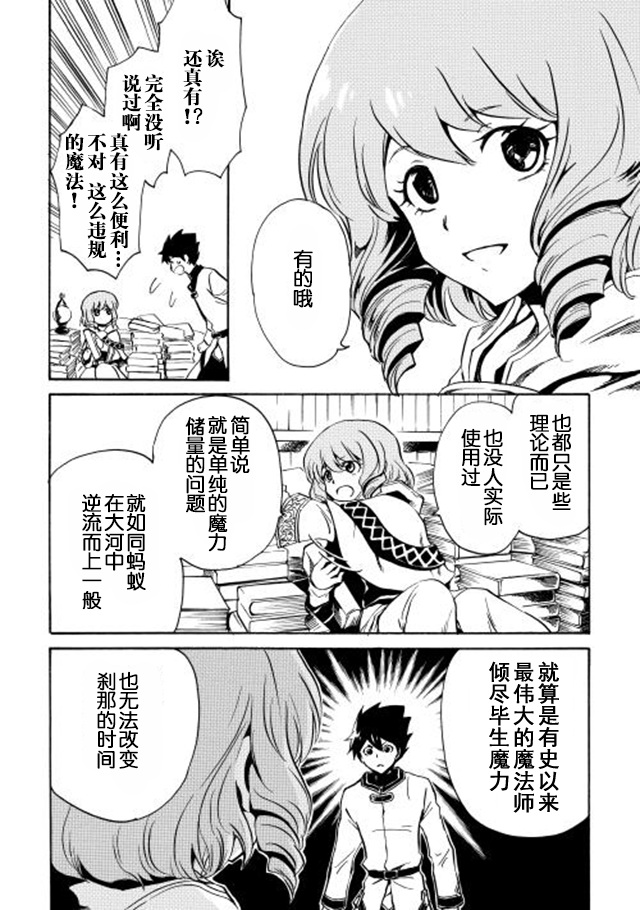 有的哦
诶
还真有！？
完全没听
说过啊
真有这么便利…
不对 这么违规
的魔法！
也都只是些
理论而已
也没人实际
使用过
简单说
就是单纯的魔力
储量的问题
就如同蚂蚁
在大河中
逆流而上一般
就算是有史以来
最伟大的魔法师
倾尽毕生魔力
也无法改变
刹那的时间